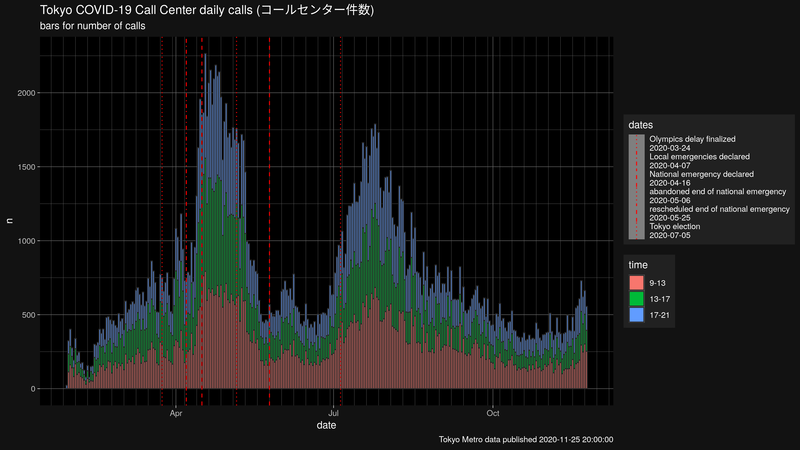 Tokyo COVID-19 Call Center daily calls (コールセンター件数)
bars for number of calls
2000
1500
1000
500
0
n
Apr
Jul
Oct
date
dates
Olympics delay finalized
2020-03-24
Local emergencies declared
2020-04-07
National emergency declared
2020-04-16
abandoned end of national emergency
2020-05-06
rescheduled end of national emergency
2020-05-25
Tokyo election
2020-07-05
time
9-13
13-17
17-21
Tokyo Metro data published 2020-11-25 20:00:00